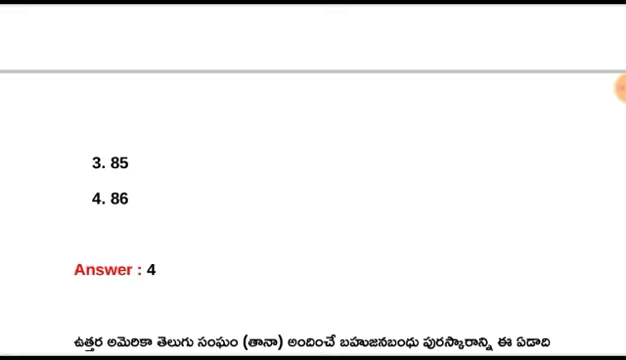 3. 85
4. 86
Answer : 4
ఉత్తర అమెరికా తెలుగు సంఘం (తానా) అందించే బహుజనబంధు పురస్కారాన్ని ఈ ఏడాది